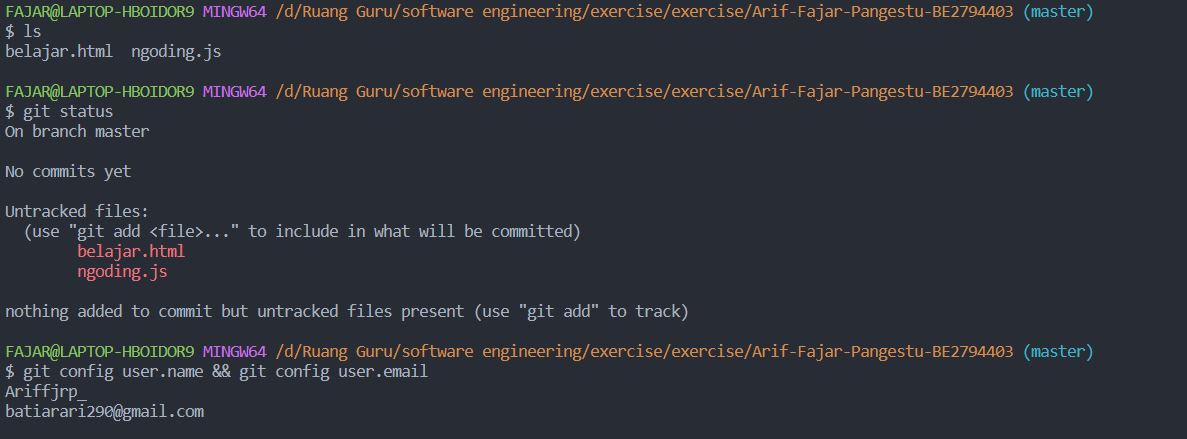 FAJAR@LAPTOP-HBOIDOR9 MINGW64 /d/Ruang Guru/software engineering/exercise/exercise/Arif-Fajar-Pangestu-BE2794403 (master)
$ ls
belajar.html  ngoding.js
FAJAR@LAPTOP-HBOIDOR9 MINGW64 /d/Ruang Guru/software engineering/exercise/exercise/Arif-Fajar-Pangestu-BE2794403 (master)
$ git status
On branch master
No commits yet
Untracked files:
  (use "git add <file>..." to include in what will be committed)
        belajar.html
        ngoding.js
nothing added to commit but untracked files present (use "git add" to track)
FAJAR@LAPTOP-HBOIDOR9 MINGW64 /d/Ruang Guru/software engineering/exercise/exercise/Arif-Fajar-Pangestu-BE2794403 (master)
$ git config user.name && git config user.email
Ariffjrp_
batiarari290@gmail.com